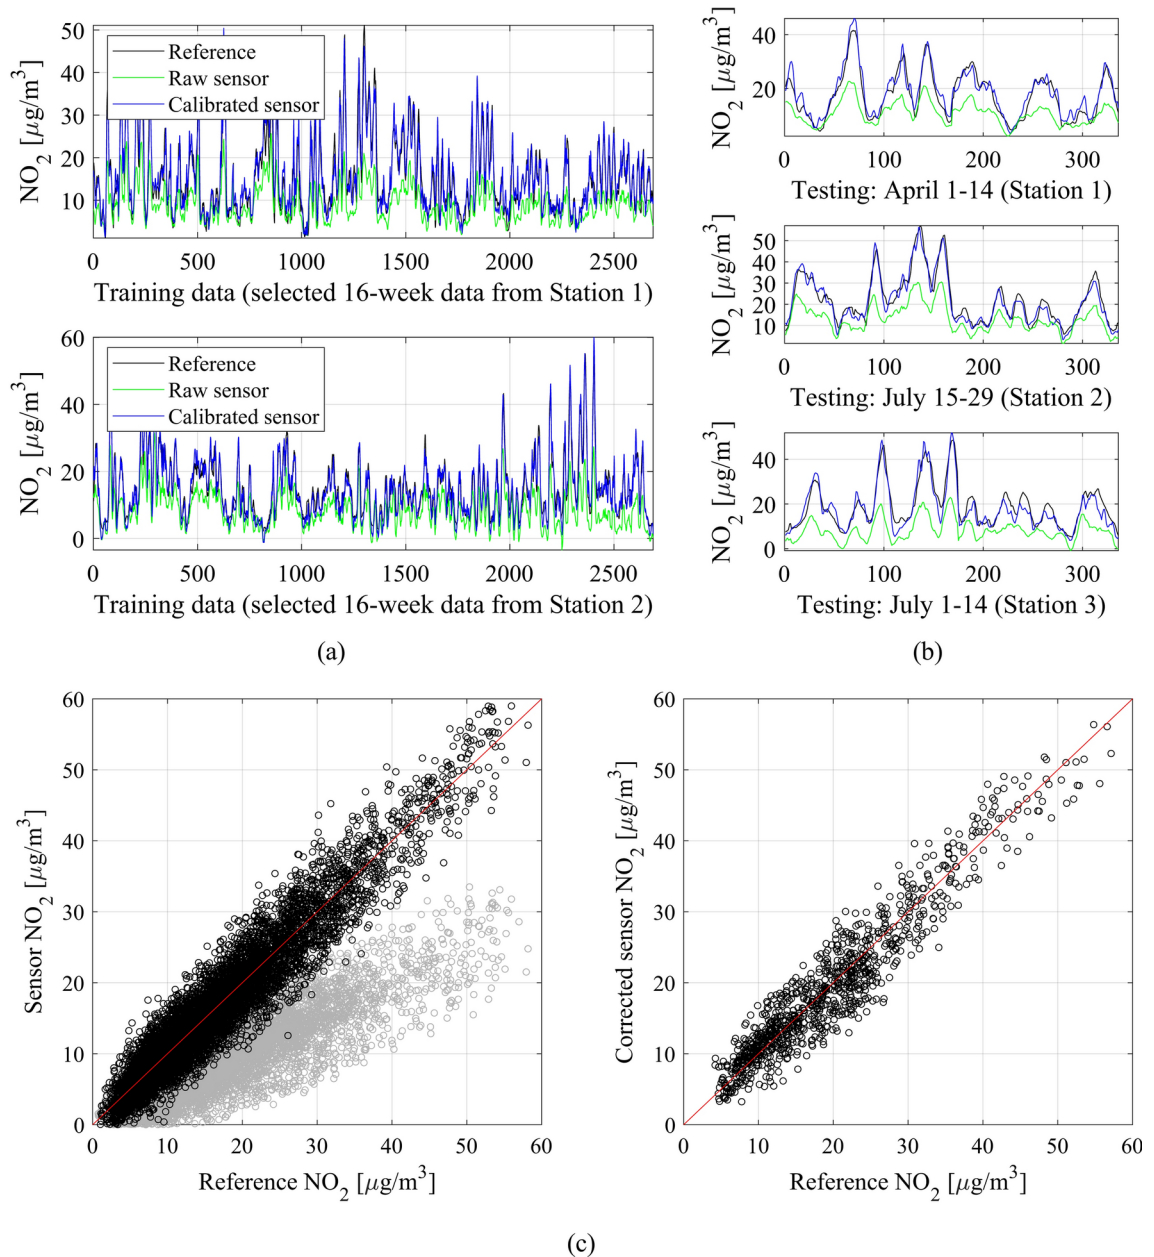 NO2 [μg/m3]
50
40
30
20
10
Reference
Raw sensor
Calibrated sensor
0 500 1000 1500 2000 2500
Training data (selected 16-week data from Station 1)
NO2 [μg/m3]
60
40
20
0
Reference
Raw sensor
Calibrated sensor
0 500 1000 1500 2000 2500
Training data (selected 16-week data from Station 2)
(a)
NO2 [μg/m3]
40
20
0 100 200 300
Testing: April 1-14 (Station 1)
NO2 [μg/m3]
50
40
30
20
10
0 100 200 300
Testing: July 15-29 (Station 2)
NO2 [μg/m3]
40
20
0
0 100 200 300
Testing: July 1-14 (Station 3)
(b)
Sensor NO2 [μg/m3]
60
50
40
30
20
10
0
0 10 20 30 40 50 60
Reference NO2 [μg/m3]
Corrected sensor NO2 [μg/m3]
60
50
40
30
20
10
0
0 10 20 30 40 50 60
Reference NO2 [μg/m3]
(c)